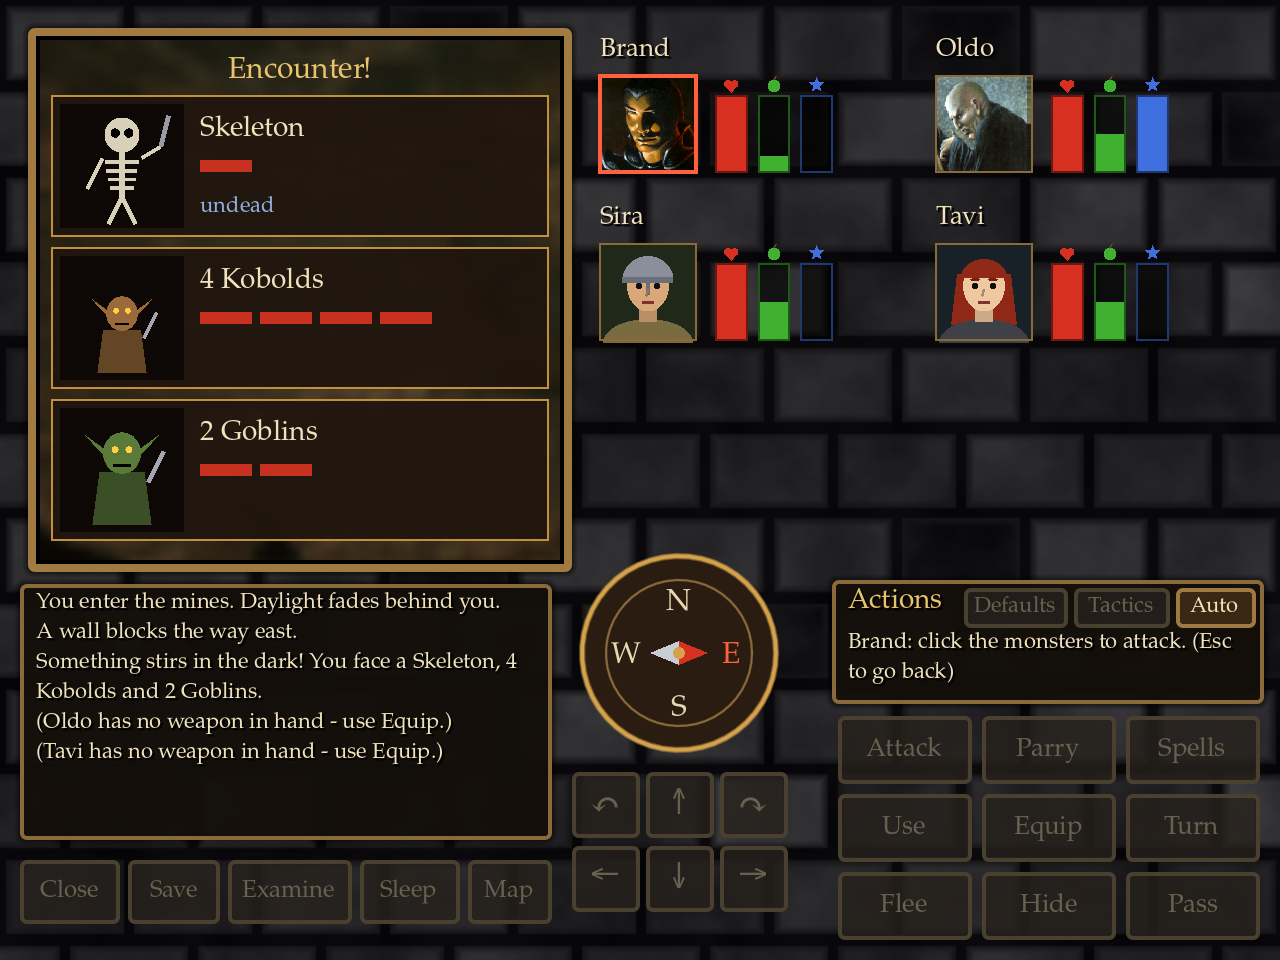 Encounter!
Skeleton
undead
4 Kobolds
2 Goblins
Brand
Oldo
Sira
Tavi
You enter the mines. Daylight fades behind you.
A wall blocks the way east.
Something stirs in the dark! You face a Skeleton, 4
Kobolds and 2 Goblins.
(Oldo has no weapon in hand - use Equip.)
(Tavi has no weapon in hand - use Equip.)
N
W
E
S
Actions
Defaults
Tactics
Auto
Brand: click the monsters to attack. (Esc
to go back)
Attack
Parry
Spells
Use
Equip
Turn
Flee
Hide
Pass
Close
Save
Examine
Sleep
Map